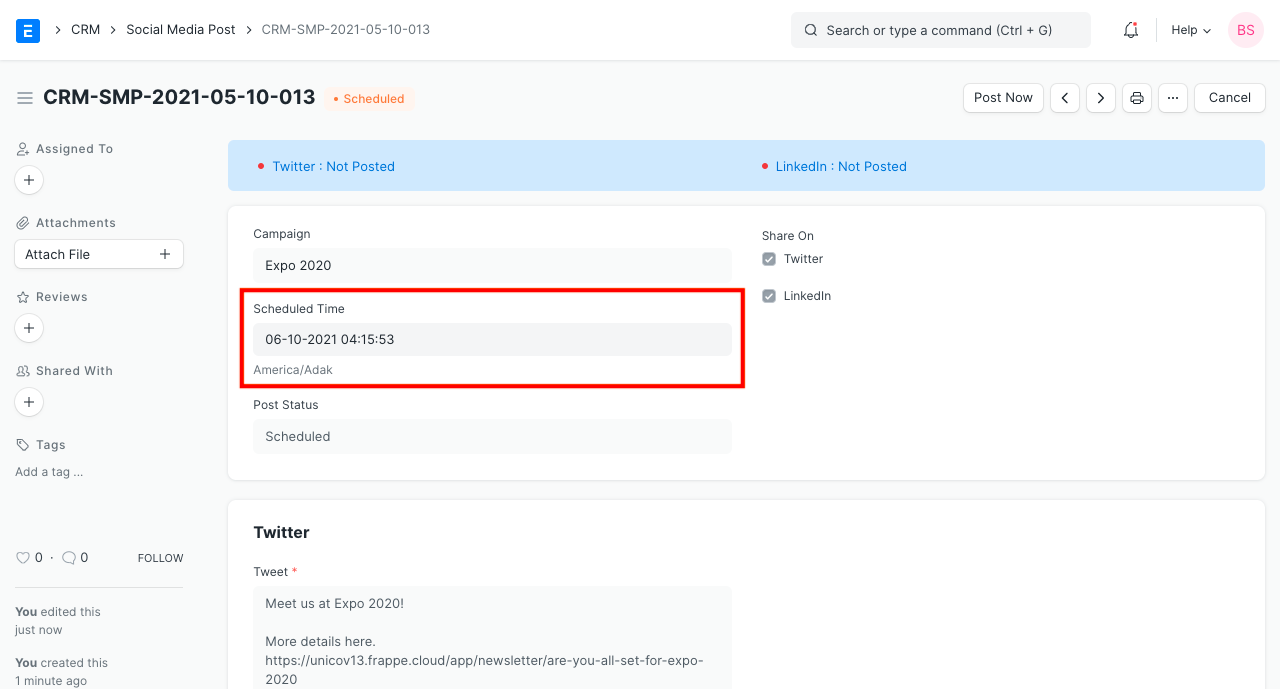 E
CRM
Social Media Post
CRM-SMP-2021-05-10-013
Search or type a command (Ctrl + G)
Help
BS
CRM-SMP-2021-05-10-013
Scheduled
Post Now
Cancel
Assigned To
Attachments
Attach File
Reviews
Shared With
Tags
Add a tag ...
0 · 0
FOLLOW
You edited this
just now
You created this
1 minute ago
Twitter : Not Posted
LinkedIn : Not Posted
Campaign
Expo 2020
Scheduled Time
06-10-2021 04:15:53
America/Adak
Post Status
Scheduled
Share On
Twitter
LinkedIn
Twitter
Tweet *
Meet us at Expo 2020!
More details here.
https://unicov13.frappe.cloud/app/newsletter/are-you-all-set-for-expo-
2020